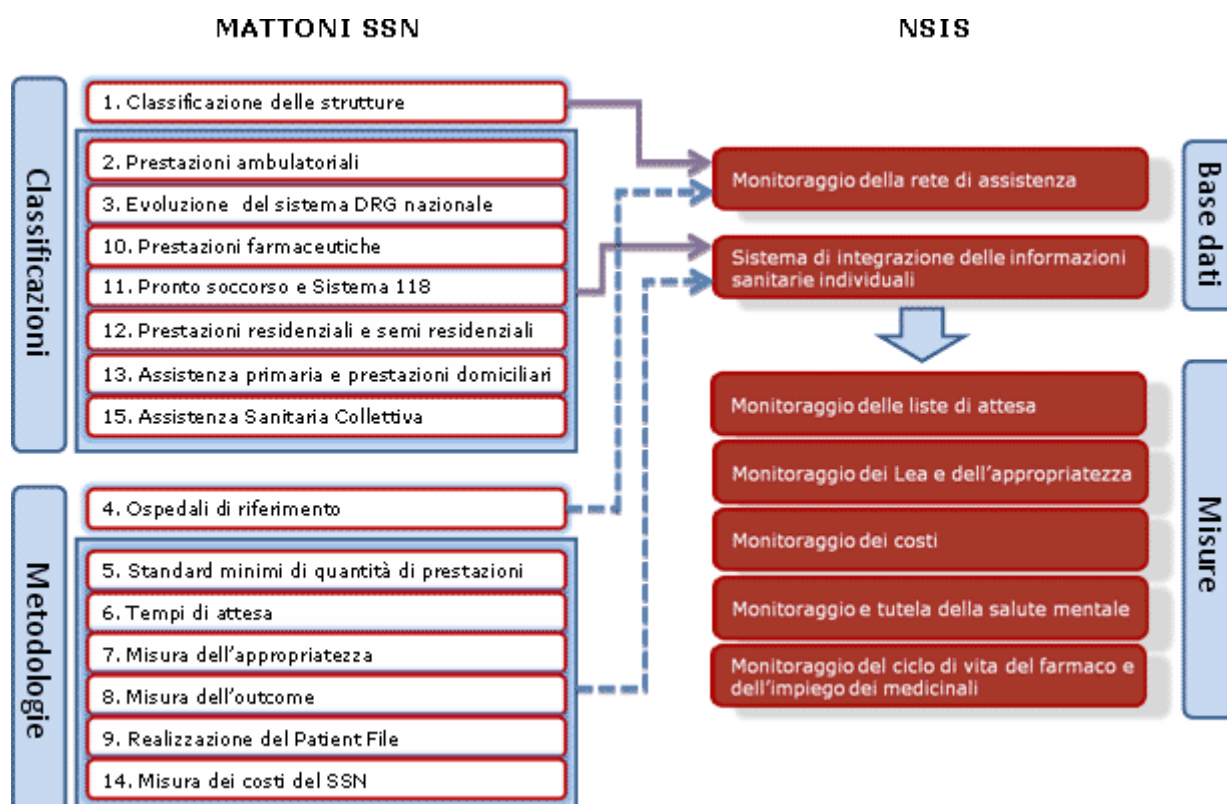 MATTONI SSN
NSIS
Classificazioni
1. Classificazione delle strutture
2. Prestazioni ambulatoriali
3. Evoluzione del sistema DRG nazionale
10. Prestazioni farmaceutiche
11. Pronto soccorso e Sistema 118
12. Prestazioni residenziali e semi residenziali
13. Assistenza primaria e prestazioni domiciliari
15. Assistenza Sanitaria Collettiva
Metodologie
4. Ospedali di riferimento
5. Standard minimi di quantità di prestazioni
6. Tempi di attesa
7. Misura dell'appropriatezza
8. Misura dell'outcome
9. Realizzazione del Patient File
14. Misura dei costi del SSN
Base dati
Monitoraggio della rete di assistenza
Sistema di integrazione delle informazioni
sanitarie individuali
Misure
Monitoraggio delle liste di attesa
Monitoraggio dei Lea e dell'appropriatezza
Monitoraggio dei costi
Monitoraggio e tutela della salute mentale
Monitoraggio del ciclo di vita del farmaco e
dell'impiego dei medicinali